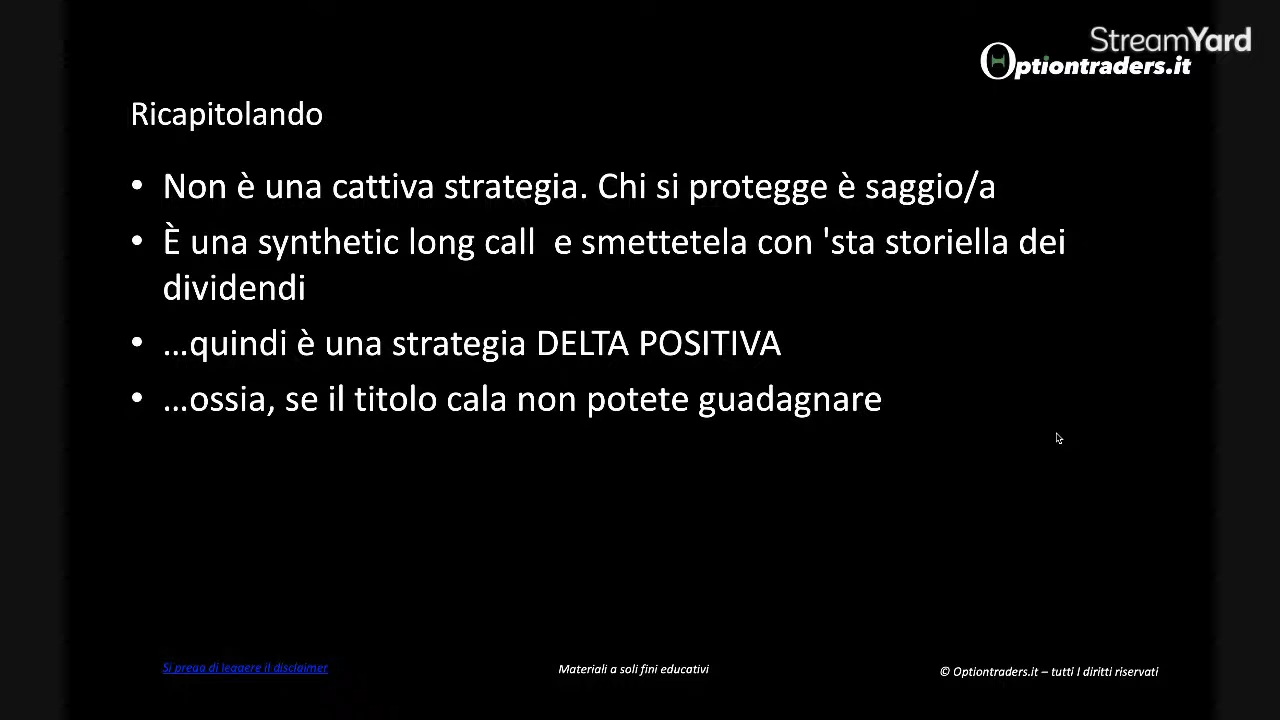 StreamYard
Optiontraders.it
Ricapitolando
• Non è una cattiva strategia. Chi si protegge è saggio/a
• È una synthetic long call  e smettetela con 'sta storiella dei
dividendi
• …quindi è una strategia DELTA POSITIVA
• …ossia, se il titolo cala non potete guadagnare
Si prega di leggere il disclaimer
Materiali a soli fini educativi
© Optiontraders.it – tutti I diritti riservati